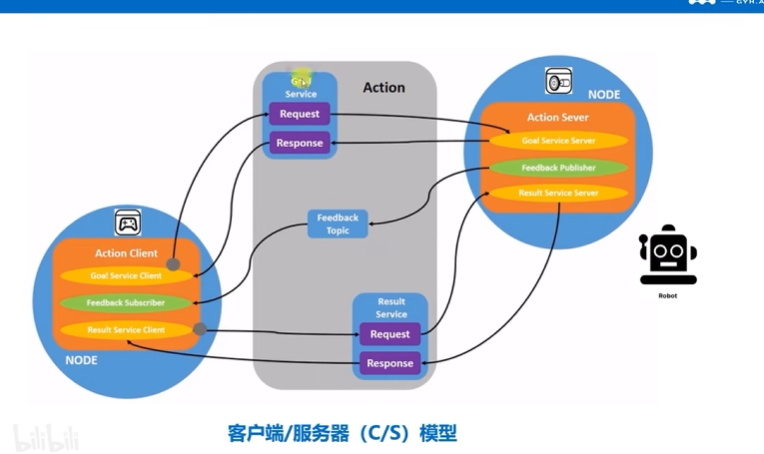 Action
Service
Request
Response
NODE
Action Sever
Goal Service Server
Feedback Publisher
Result Service Server
Feedback
Topic
Action Client
Goal Service Client
Feedback Subscriber
Result Service Client
NODE
Result
Service
Request
Response
Robot
客户端/服务器（C/S）模型
bilibili